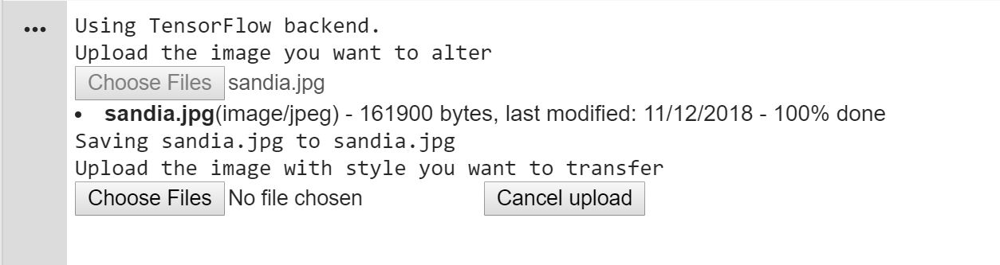 Using TensorFlow backend.
Upload the image you want to alter
Choose Files sandia.jpg
• sandia.jpg(image/jpeg) - 161900 bytes, last modified: 11/12/2018 - 100% done
Saving sandia.jpg to sandia.jpg
Upload the image with style you want to transfer
Choose Files No file chosen Cancel upload